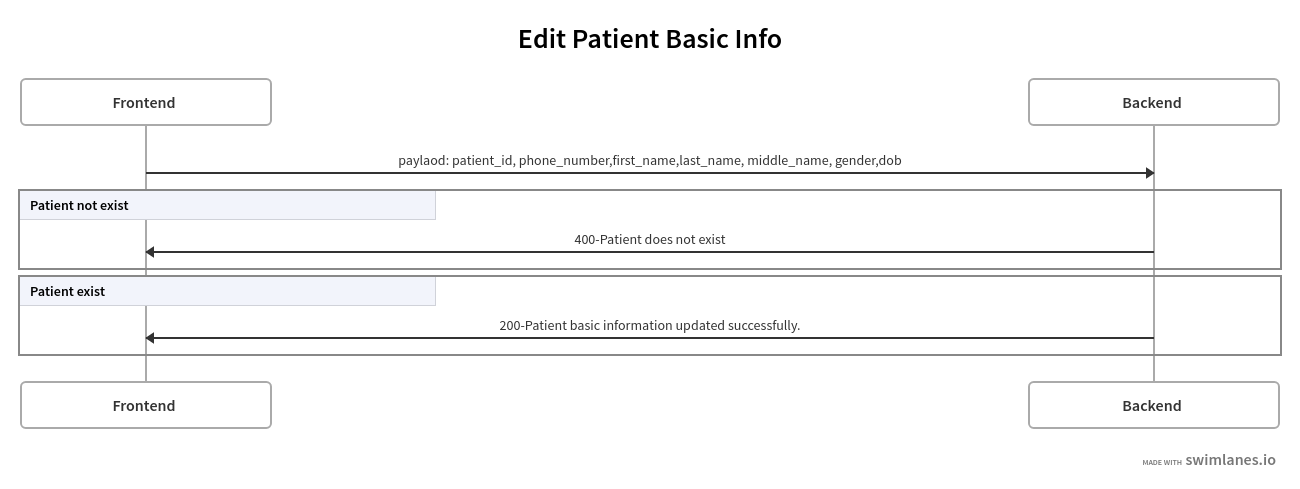 Edit Patient Basic Info
Frontend
Backend
paylaod: patient_id, phone_number,first_name,last_name, middle_name, gender,dob
Patient not exist
400-Patient does not exist
Patient exist
200-Patient basic information updated successfully.
Frontend
Backend
MADE WITH swimlanes.io